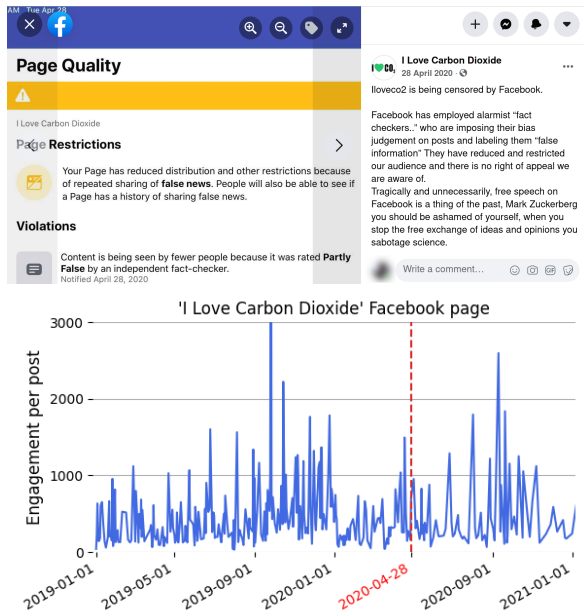 AM Tue Apr 28
Page Quality
I Love Carbon Dioxide
Page Restrictions
Your Page has reduced distribution and other restrictions because
of repeated sharing of false news. People will also be able to see if
a Page has a history of sharing false news.
Violations
Content is being seen by fewer people because it was rated Partly
False by an independent fact-checker.
Notified April 28, 2020
I CO₂
I Love Carbon Dioxide
28 April 2020 ·
Iloveco2 is being censored by Facebook.
Facebook has employed alarmist “fact
checkers..” who are imposing their bias
judgement on posts and labeling them “false
information” They have reduced and restricted
our audience and there is no right of appeal we
are aware of.
Tragically and unnecessarily, free speech on
Facebook is a thing of the past, Mark Zuckerberg
you should be ashamed of yourself, when you
stop the free exchange of ideas and opinions you
sabotage science.
Write a comment…
GIF
'I Love Carbon Dioxide' Facebook page
Engagement per post
3000
2000
1000
0
2019-01-01
2019-05-01
2019-09-01
2020-01-01
2020-04-28
2020-09-01
2021-01-01